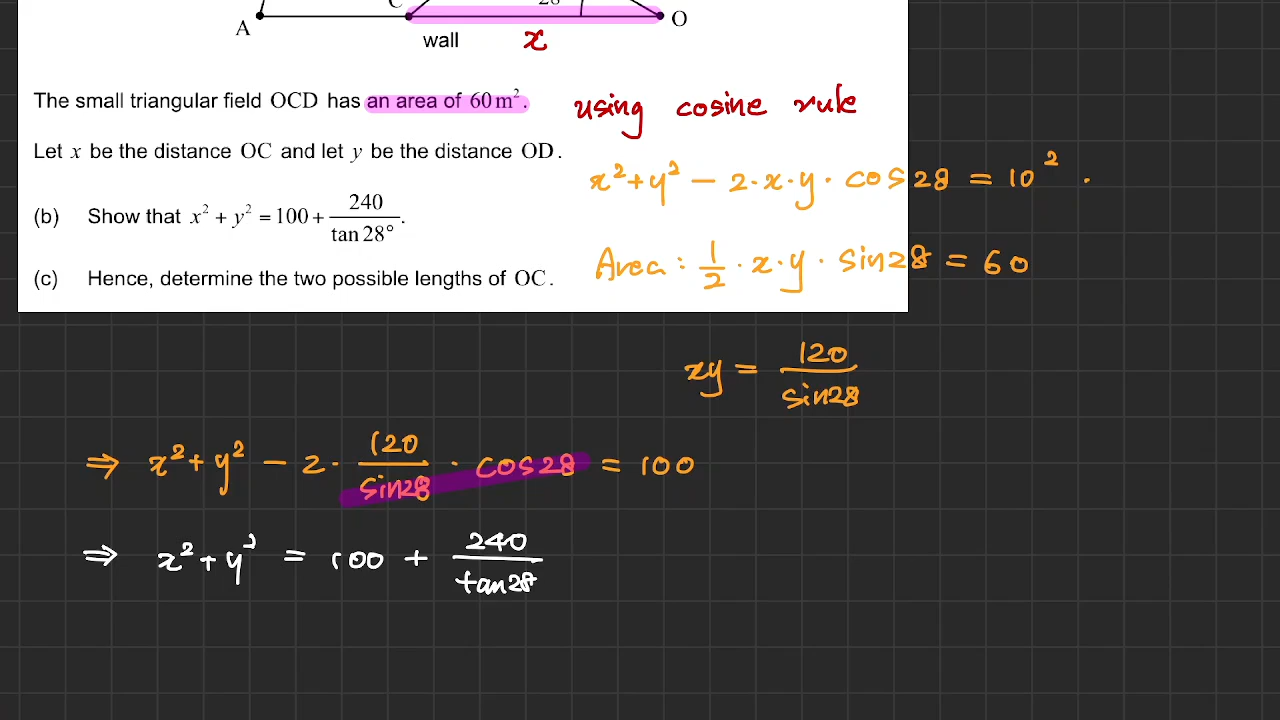 C
28
A
O
wall
x
The small triangular field OCD has an area of 60 m².
using cosine rule
Let x be the distance OC and let y be the distance OD.
x² + y² − 2·x·y· cos28 = 10².
(b) Show that x² + y² = 100 + 240/tan 28°.
Area : 1/2 · x·y · sin28 = 60
(c) Hence, determine the two possible lengths of OC.
xy = 120/sin28
⇒ x² + y² − 2· 120/sin28 · cos28 = 100
⇒ x² + y² = 100 + 240/tan28